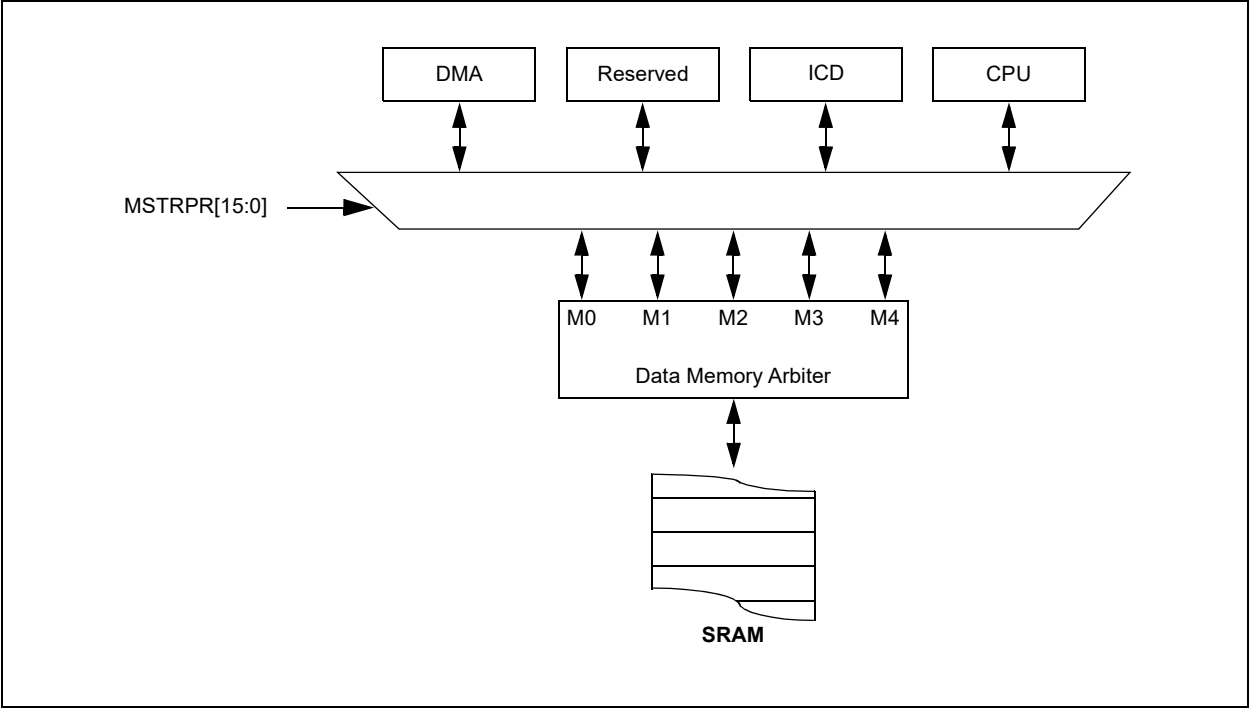 DMA
Reserved
ICD
CPU
MSTRPR[15:0]
M0
M1
M2
M3
M4
Data Memory Arbiter
SRAM